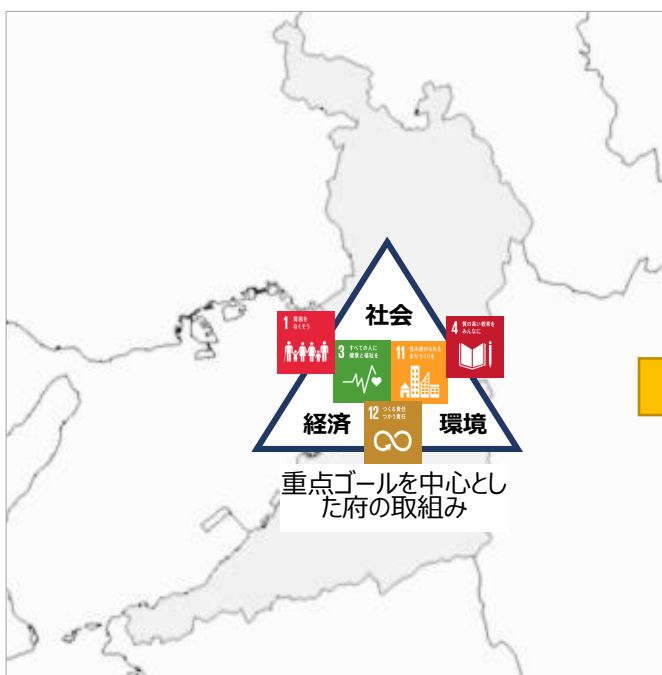 社会
1 貧困を
なくそう
4 質の高い教育を
みんなに
3 すべての人に
健康と福祉を
11 住み続けられる
まちづくりを
経済
12 つくる責任
つかう責任
環境
重点ゴールを中心とし
た府の取組み